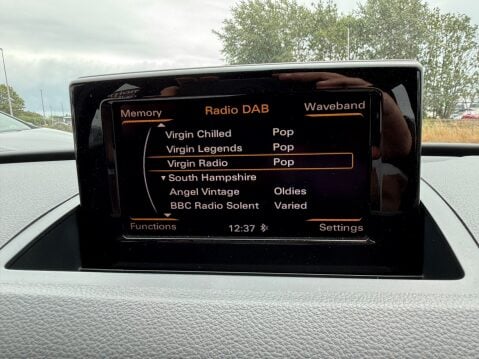 Memory Radio DAB Waveband
Virgin Chilled Pop
Virgin Legends Pop
Virgin Radio Pop
South Hampshire
Angel Vintage Oldies
BBC Radio Solent Varied
Functions 12:37 Settings